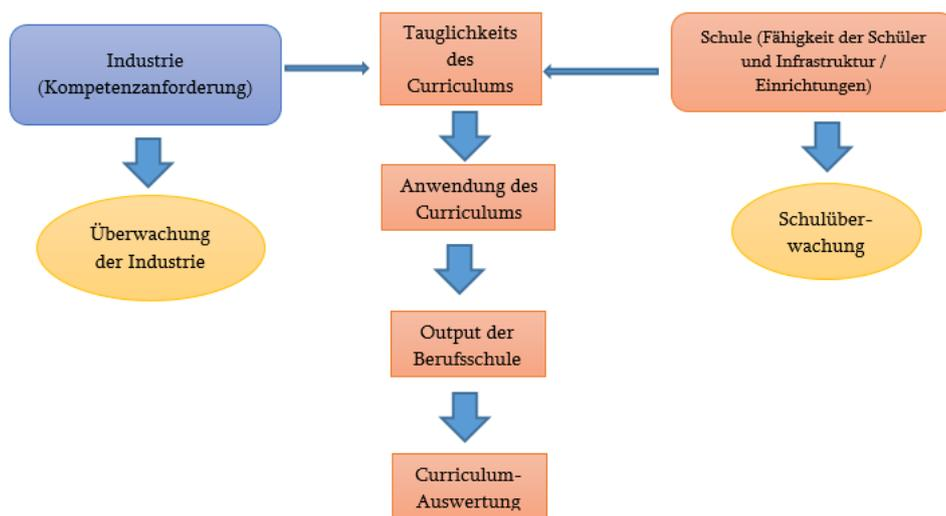 Industrie
(Kompetenzanforderung)
Tauglichkeits
des
Curriculums
Schule (Fähigkeit der Schüler
und Infrastruktur /
Einrichtungen)
Überwachung
der Industrie
Anwendung des
Curriculums
Schulüber-
wachung
Output der
Berufsschule
Curriculum-
Auswertung